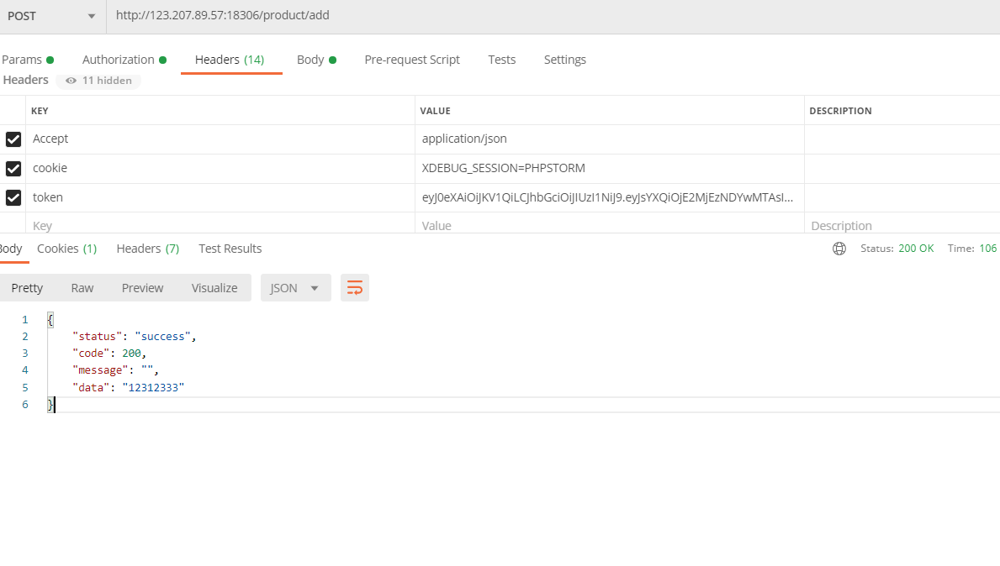 POST http://123.207.89.57:18306/product/add
Params Authorization Headers (14) Body Pre-request Script Tests Settings
Headers 11 hidden
KEY VALUE DESCRIPTION
Accept application/json
cookie XDEBUG_SESSION=PHPSTORM
token eyJ0eXAiOiJKV1QiLCJhbGciOiJIUzI1NiJ9.eyJsYXQiOjE2MjEzNDYwMTAsI...
Key Value Description
Body Cookies (1) Headers (7) Test Results Status: 200 OK Time: 106
Pretty Raw Preview Visualize JSON
1 {
2 "status": "success",
3 "code": 200,
4 "message": "",
5 "data": "12312333"
6 }